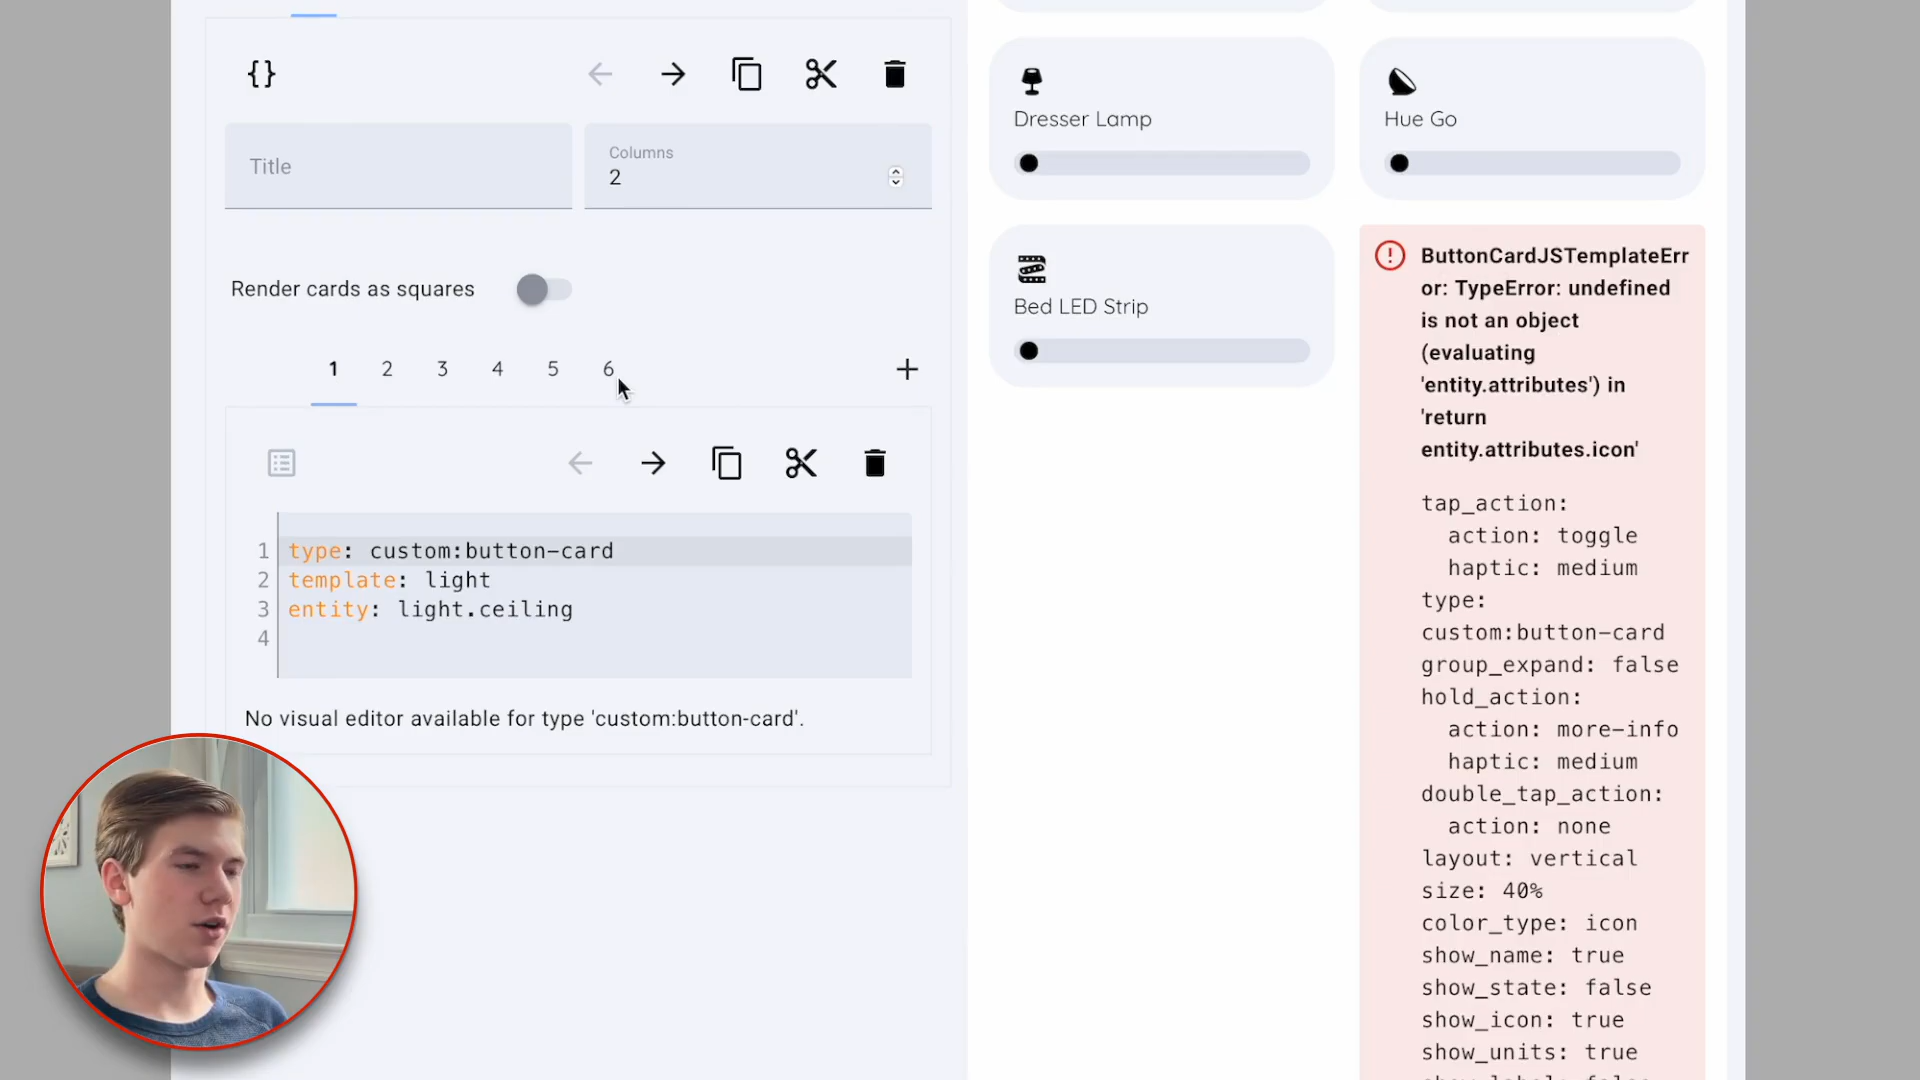 {}
Title
Columns
2
Render cards as squares
1 2 3 4 5 6 +
1 type: custom:button-card
2 template: light
3 entity: light.ceiling
4
No visual editor available for type 'custom:button-card'.
Dresser Lamp
Hue Go
Bed LED Strip
ButtonCardJSTemplateErr
or: TypeError: undefined
is not an object
(evaluating
'entity.attributes') in
'return
entity.attributes.icon'
tap_action:
action: toggle
haptic: medium
type:
custom:button-card
group_expand: false
hold_action:
action: more-info
haptic: medium
double_tap_action:
action: none
layout: vertical
size: 40%
color_type: icon
show_name: true
show_state: false
show_icon: true
show_units: true